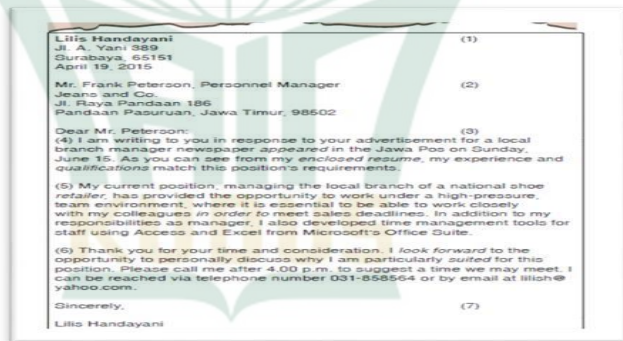 Lilis Handayani (1)
Jl. A. Yani 389
Surabaya, 65151
April 19, 2015
Mr. Frank Peterson, Personnel Manager (2)
Jeans and Co.
Jl. Raya Pandaan 186
Pandaan Pasuruan, Jawa Timur, 98502
Dear Mr. Peterson: (3)
(4) I am writing to you in response to your advertisement for a local
branch manager newspaper appeared in the Jawa Pos on Sunday,
June 15. As you can see from my enclosed resume, my experience and
qualifications match this position's requirements.
(5) My current position, managing the local branch of a national shoe
retailer, has provided the opportunity to work under a high-pressure,
team environment, where it is essential to be able to work closely
with my colleagues in order to meet sales deadlines. In addition to my
responsibilities as manager, I also developed time management tools for
staff using Access and Excel from Microsoft's Office Suite.
(6) Thank you for your time and consideration. I look forward to the
opportunity to personally discuss why I am particularly suited for this
position. Please call me after 4.00 p.m. to suggest a time we may meet. I
can be reached via telephone number 031-858564 or by email at lilish@
yahoo.com.
Sincerely, (7)
Lilis Handayani